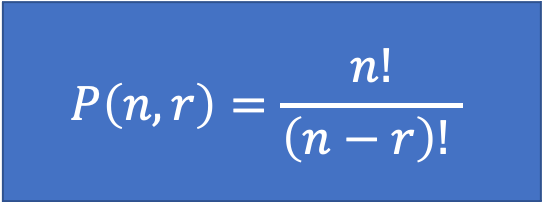 P(n, r) = n! / (n − r)!